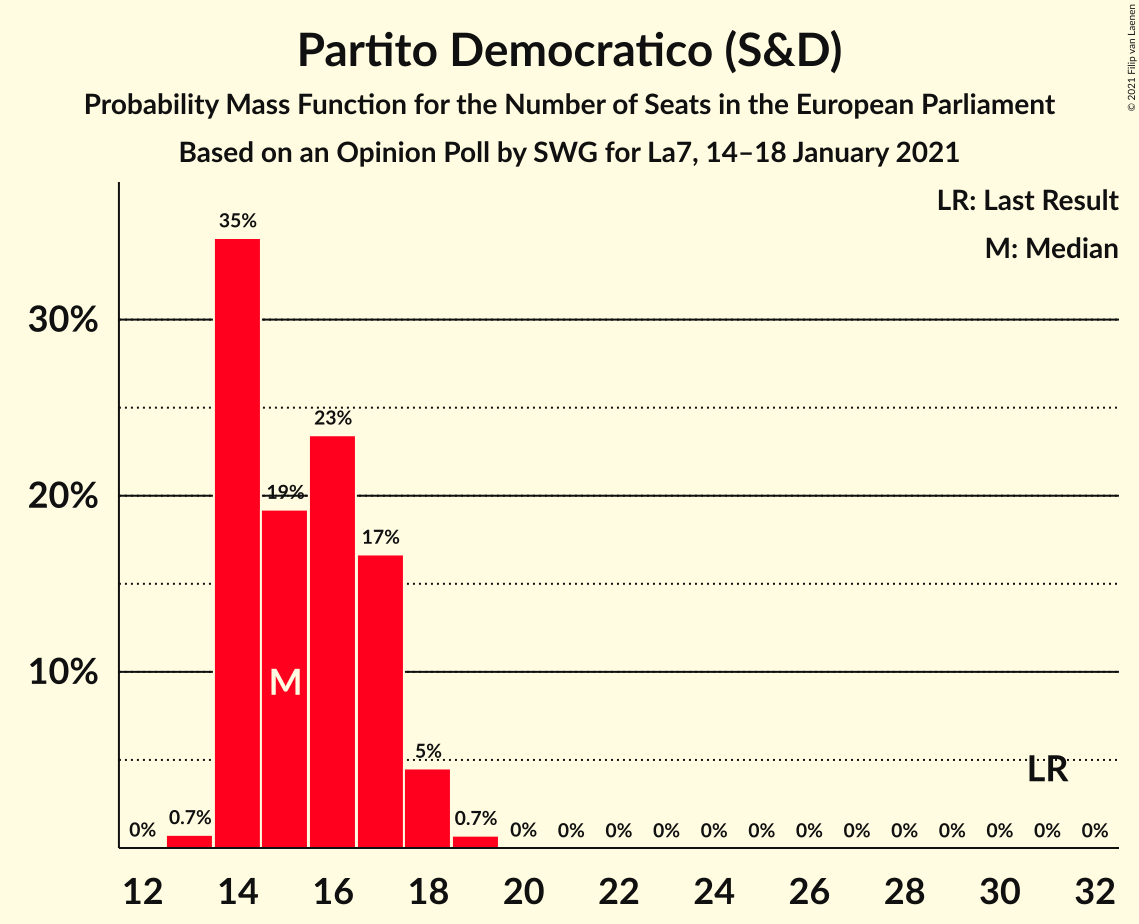 Partito Democratico (S&D)
Probability Mass Function for the Number of Seats in the European Parliament
Based on an Opinion Poll by SWG for La7, 14–18 January 2021
© 2021 Filip van Laenen
LR: Last Result
M: Median
35%
30%
23%
20%
19%
17%
10%
M
5%
LR
0% 0.7% 0.7% 0% 0% 0% 0% 0% 0% 0% 0% 0% 0% 0% 0% 0%
12 14 16 18 20 22 24 26 28 30 32